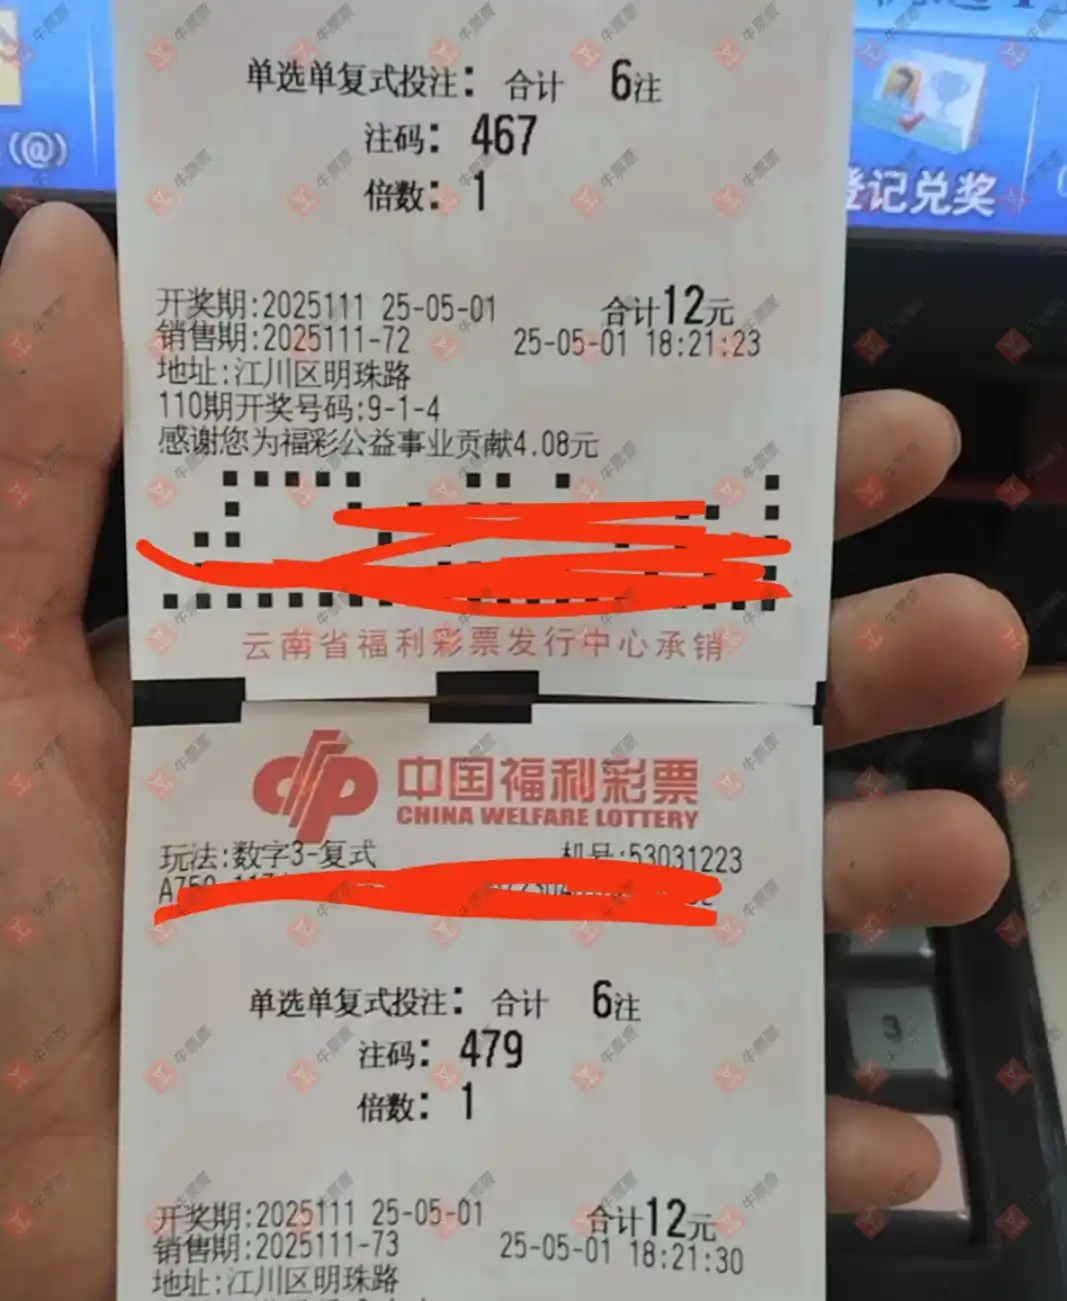 (@)
登记兑奖
单选单复式投注: 合计 6注
注码: 467
倍数: 1
开奖期:2025111 25-05-01 合计12元
销售期:2025111-72 25-05-01 18:21:23
地址:江川区明珠路
110期开奖号码:9-1-4
感谢您为福彩公益事业贡献4.08元
云南省福利彩票发行中心承销
中国福利彩票
CHINA WELFARE LOTTERY
玩法:数字3-复式 机号:53031223
单选单复式投注: 合计 6注
注码: 479
倍数: 1
3
开奖期:2025111 25-05-01 合计12元
销售期:2025111-73 25-05-01 18:21:30
地址:江川区明珠路
牛票票